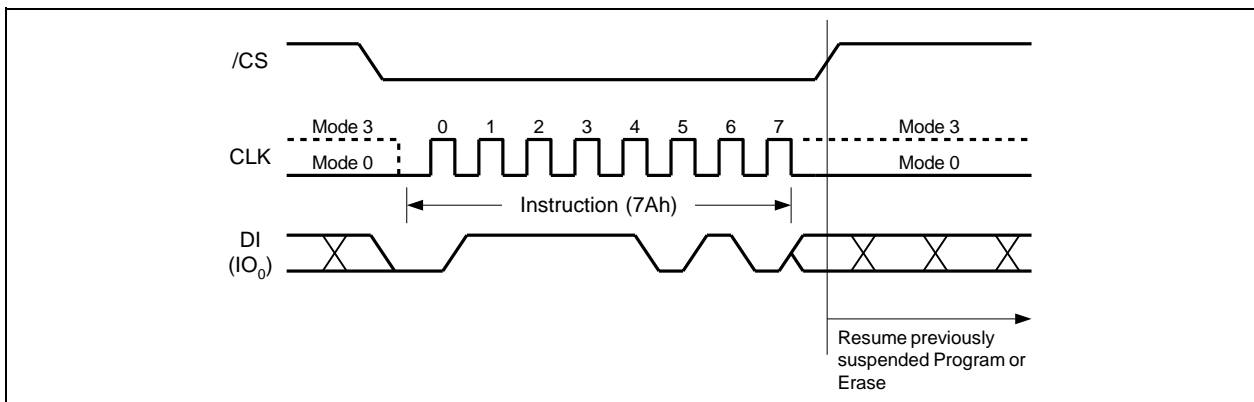 /CS
Mode 3
0 1 2 3 4 5 6 7
Mode 3
CLK
Mode 0
Mode 0
Instruction (7Ah)
DI
(IO₀)
Resume previously
suspended Program or
Erase